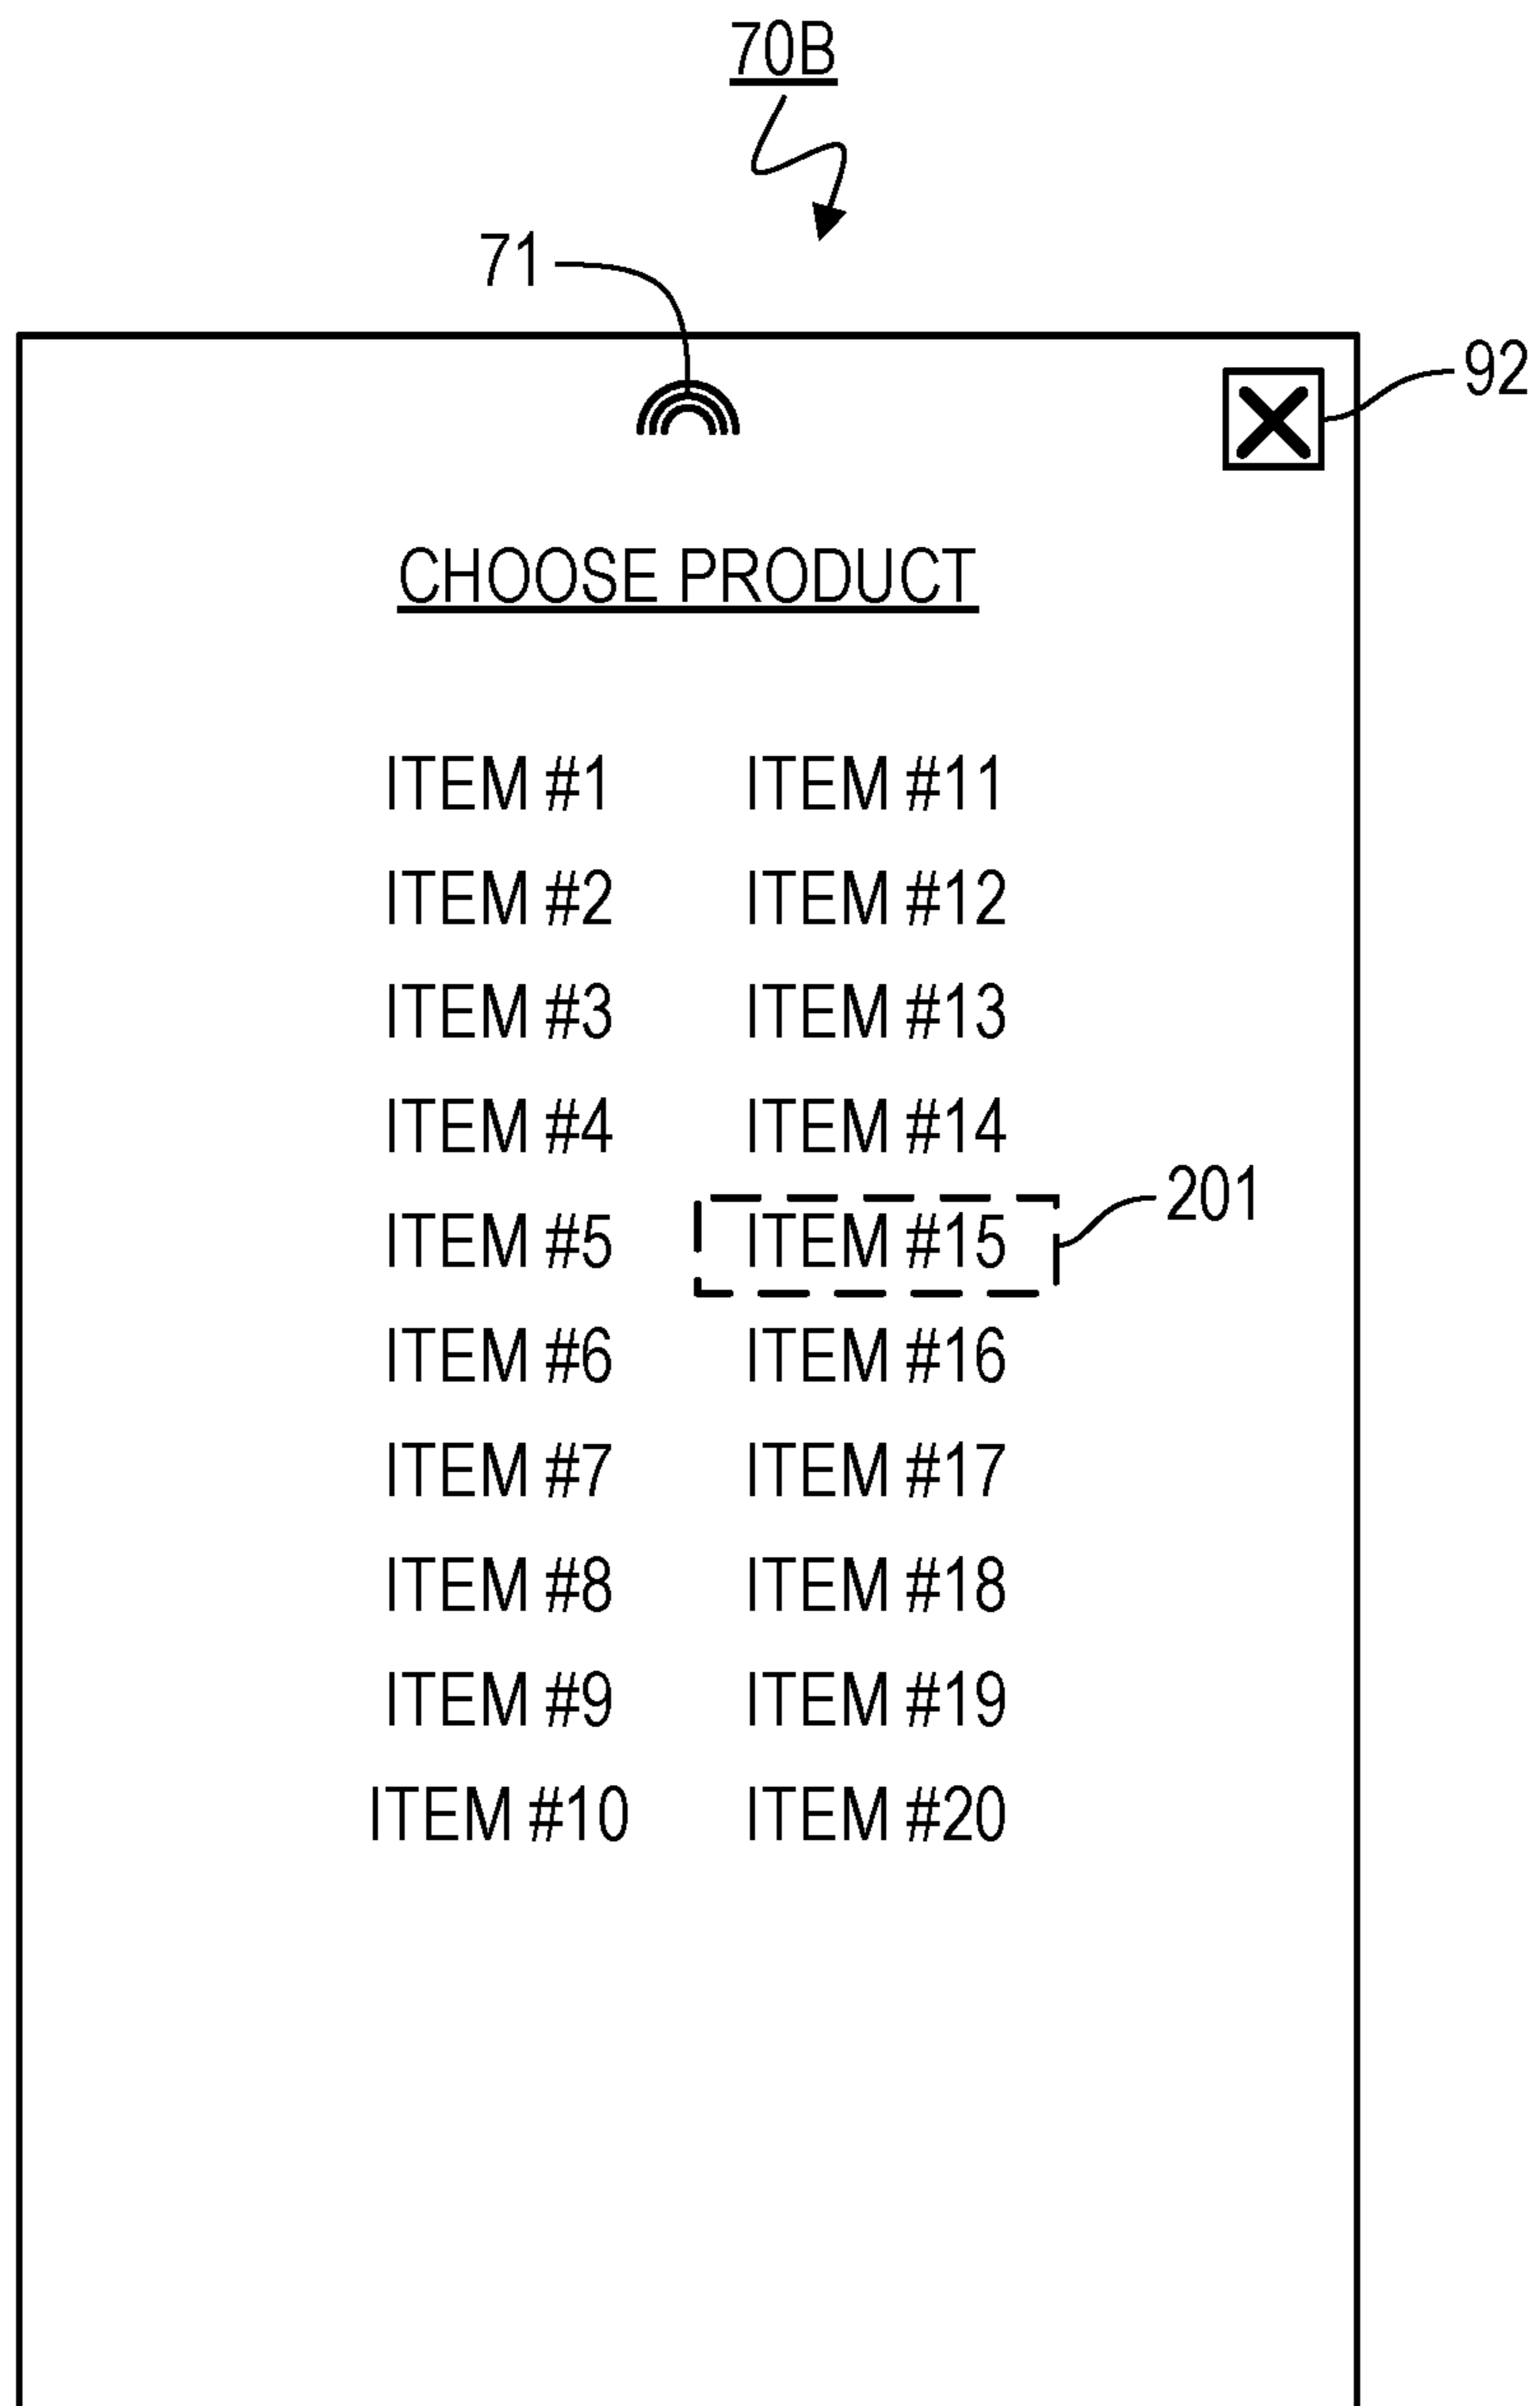 70B
71
92
CHOOSE PRODUCT
ITEM #1 ITEM #11
ITEM #2 ITEM #12
ITEM #3 ITEM #13
ITEM #4 ITEM #14
201
ITEM #5 ITEM #15
ITEM #6 ITEM #16
ITEM #7 ITEM #17
ITEM #8 ITEM #18
ITEM #9 ITEM #19
ITEM #10 ITEM #20